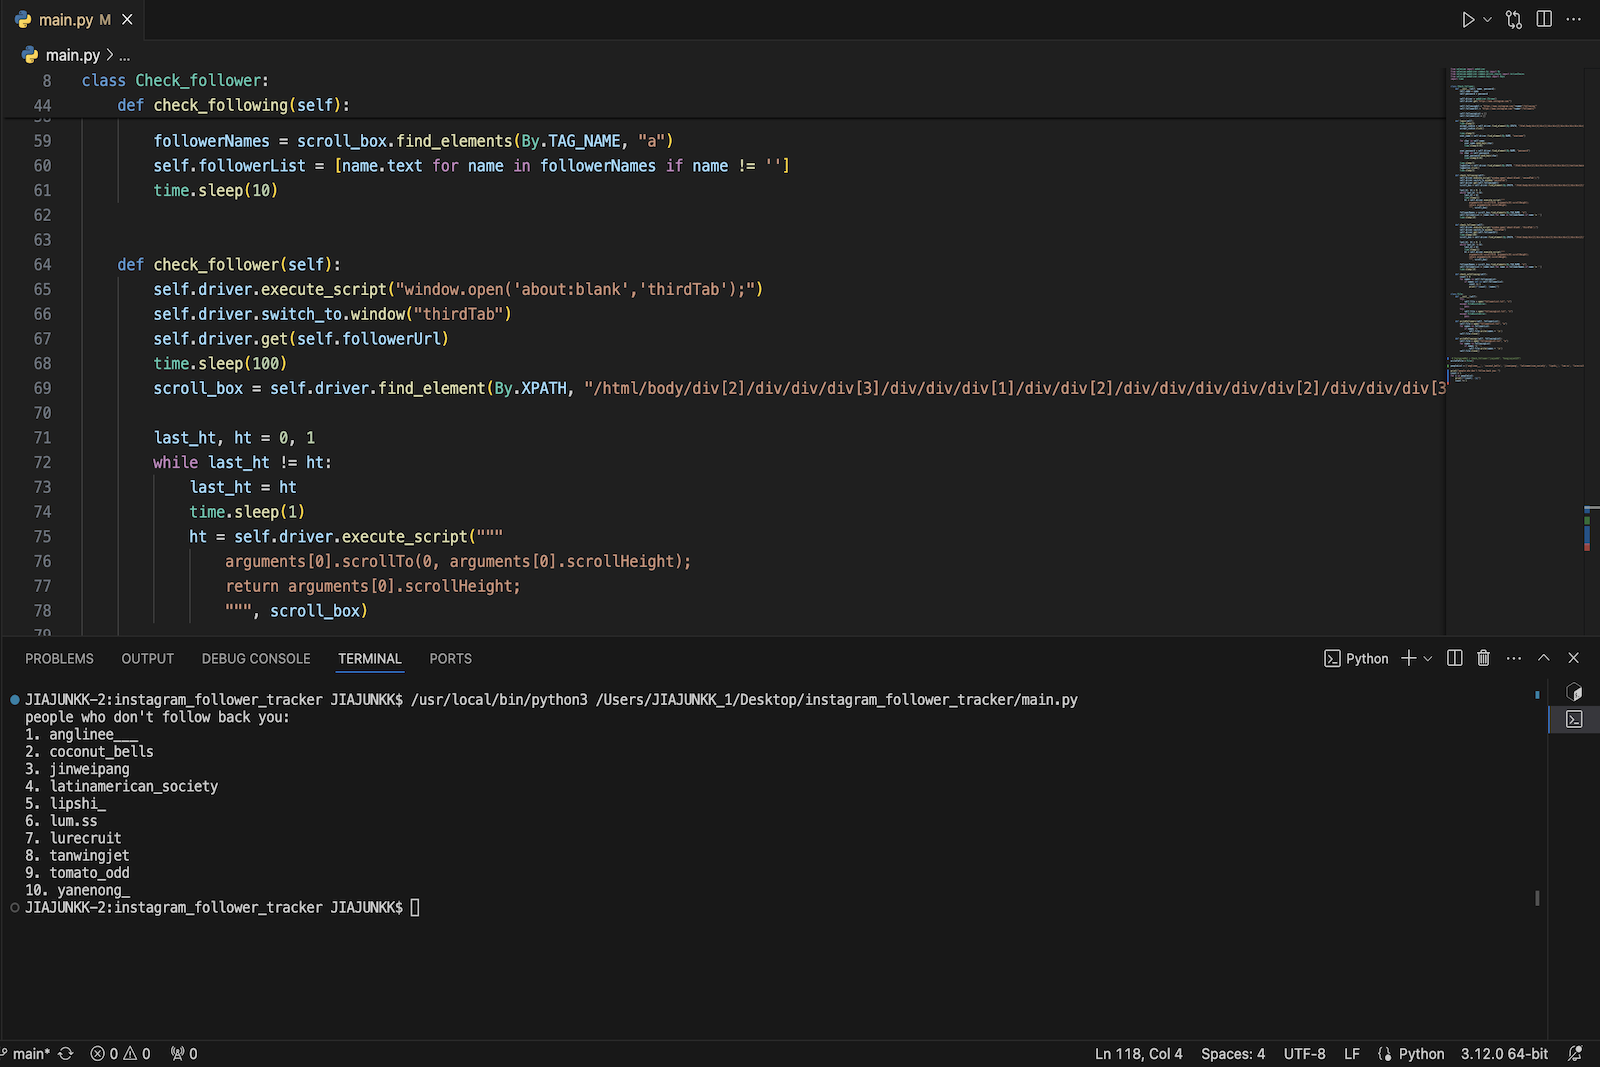 main.py M
main.py > ...
8 class Check_follower:
44 def check_following(self):
59 followerNames = scroll_box.find_elements(By.TAG_NAME, "a")
60 self.followerList = [name.text for name in followerNames if name != '']
61 time.sleep(10)
62
63
64 def check_follower(self):
65 self.driver.execute_script("window.open('about:blank','thirdTab');")
66 self.driver.switch_to.window("thirdTab")
67 self.driver.get(self.followerUrl)
68 time.sleep(100)
69 scroll_box = self.driver.find_element(By.XPATH, "/html/body/div[2]/div/div/div[3]/div/div/div[1]/div/div[2]/div/div/div/div/div[2]/div/div/div[3
70
71 last_ht, ht = 0, 1
72 while last_ht != ht:
73 last_ht = ht
74 time.sleep(1)
75 ht = self.driver.execute_script("""
76 arguments[0].scrollTo(0, arguments[0].scrollHeight);
77 return arguments[0].scrollHeight;
78 """, scroll_box)
79
PROBLEMS OUTPUT DEBUG CONSOLE TERMINAL PORTS Python
JIAJUNKK-2:instagram_follower_tracker JIAJUNKK$ /usr/local/bin/python3 /Users/JIAJUNKK_1/Desktop/instagram_follower_tracker/main.py
people who don't follow back you:
1. anglinee___
2. coconut_bells
3. jinweipang
4. latinamerican_society
5. lipshi_
6. lum.ss
7. lurecruit
8. tanwingjet
9. tomato_odd
10. yanenong_
JIAJUNKK-2:instagram_follower_tracker JIAJUNKK$
main* 0 0 0 Ln 118, Col 4 Spaces: 4 UTF-8 LF Python 3.12.0 64-bit